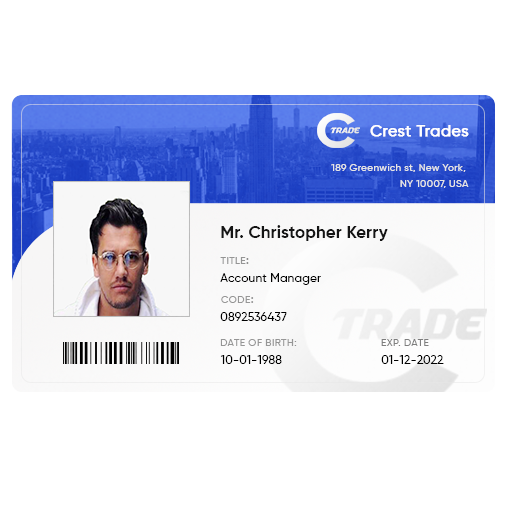 TRADE
Crest Trades
189 Greenwich st, New York,
NY 10007, USA
Mr. Christopher Kerry
TITLE:
Account Manager
CODE:
0892536437
TRADE
DATE OF BIRTH:
EXP. DATE
10-01-1988
01-12-2022